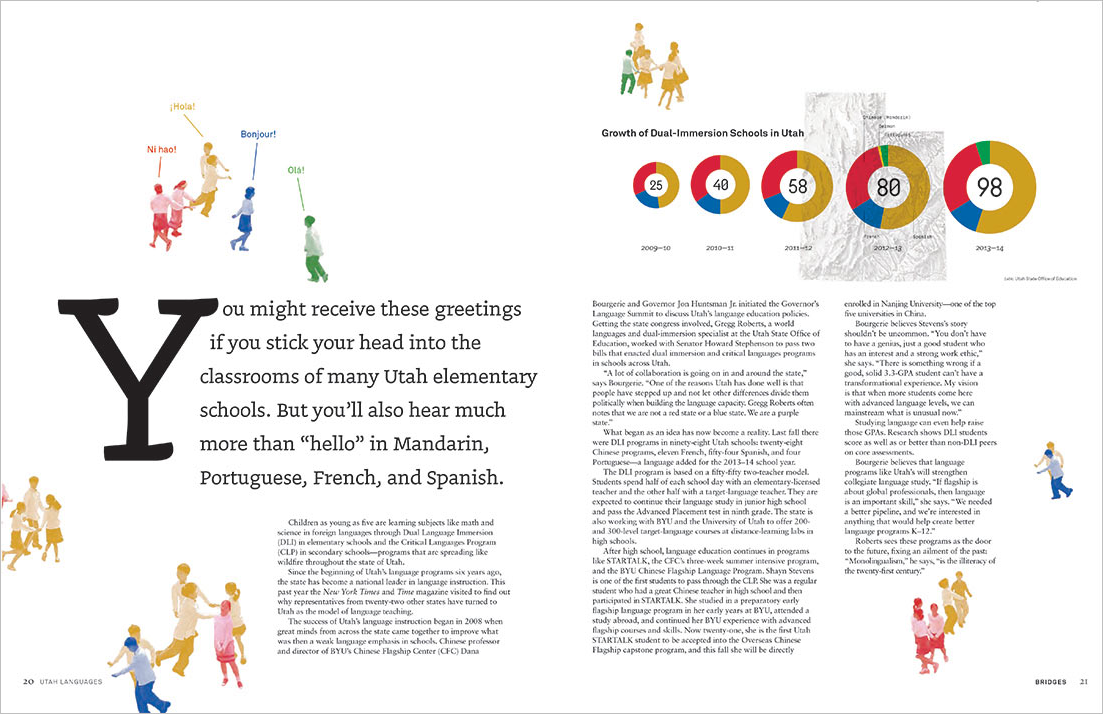 ¡Hola!
Bonjour!
Ni hao!
Olá!
You might receive these greetings
if you stick your head into the
classrooms of many Utah elementary
schools. But you’ll also hear much
more than “hello” in Mandarin,
Portuguese, French, and Spanish.
Children as young as five are learning subjects like math and
science in foreign languages through Dual Language Immersion
(DLI) in elementary schools and the Critical Languages Program
(CLP) in secondary schools—programs that are spreading like
wildfire throughout the state of Utah.
Since the beginning of Utah’s language programs six years ago,
the state has become a national leader in language instruction. This
past year the New York Times and Time magazine visited to find out
why representatives from twenty-two other states have turned to
Utah as the model of language teaching.
The success of Utah’s language instruction began in 2008 when
great minds from across the state came together to improve what
was then a weak language emphasis in schools. Chinese professor
and director of BYU’s Chinese Flagship Center (CFC) Dana
20 UTAH LANGUAGES
Growth of Dual-Immersion Schools in Utah
Chinese (Mandarin)
Portuguese
25
40
58
80
98
French
Spanish
2009–10
2010–11
2011–12
2012–13
2013–14
Utah State Office of Education
Bourgerie and Governor Jon Huntsman Jr. initiated the Governor’s
Language Summit to discuss Utah’s language education policies.
Getting the state congress involved, Gregg Roberts, a world
languages and dual-immersion specialist at the Utah State Office of
Education, worked with Senator Howard Stephenson to pass two
bills that enacted dual immersion and critical languages programs
in schools across Utah.
“A lot of collaboration is going on in and around the state,”
says Bourgerie. “One of the reasons Utah has done well is that
people have stepped up and not let other differences divide them
politically when building the language capacity. Gregg Roberts often
notes that we are not a red state or a blue state. We are a purple
state.”
What began as an idea has now become a reality. Last fall there
were DLI programs in ninety-eight Utah schools: twenty-eight
Chinese programs, eleven French, fifty-four Spanish, and four
Portuguese—a language added for the 2013–14 school year.
The DLI program is based on a fifty-fifty two-teacher model.
Students spend half of each school day with an elementary-licensed
teacher and the other half with a target-language teacher. They are
expected to continue their language study in junior high school
and pass the Advanced Placement test in ninth grade. The state is
also working with BYU and the University of Utah to offer 200-
and 300-level target-language courses at distance-learning labs in
high schools.
After high school, language education continues in programs
like STARTALK, the CFC’s three-week summer intensive program,
and the BYU Chinese Flagship Language Program. Shayn Stevens
is one of the first students to pass through the CLP. She was a regular
student who had a great Chinese teacher in high school and then
participated in STARTALK. She studied in a preparatory early
flagship language program in her early years at BYU, attended a
study abroad, and continued her BYU experience with advanced
flagship courses and skills. Now twenty-one, she is the first Utah
STARTALK student to be accepted into the Overseas Chinese
Flagship capstone program, and this fall she will be directly
enrolled in Nanjing University—one of the top
five universities in China.
Bourgerie believes Stevens’s story
shouldn’t be uncommon. “You don’t have
to have a genius, just a good student who
has an interest and a strong work ethic,”
she says. “There is something wrong if a
good, solid 3.3-GPA student can’t have a
transformational experience. My vision
is that when more students come here
with advanced language levels, we can
mainstream what is unusual now.”
Studying language can even help raise
those GPAs. Research shows DLI students
score as well as or better than non-DLI peers
on core assessments.
Bourgerie believes that language
programs like Utah’s will strengthen
collegiate language study. “If flagship is
about global professionals, then language
is an important skill,” she says. “We needed
a better pipeline, and we’re interested in
anything that would help create better
language programs K–12.”
Roberts sees these programs as the door
to the future, fixing an ailment of the past:
“Monolingualism,” he says, “is the illiteracy of
the twenty-first century.”
BRIDGES 21